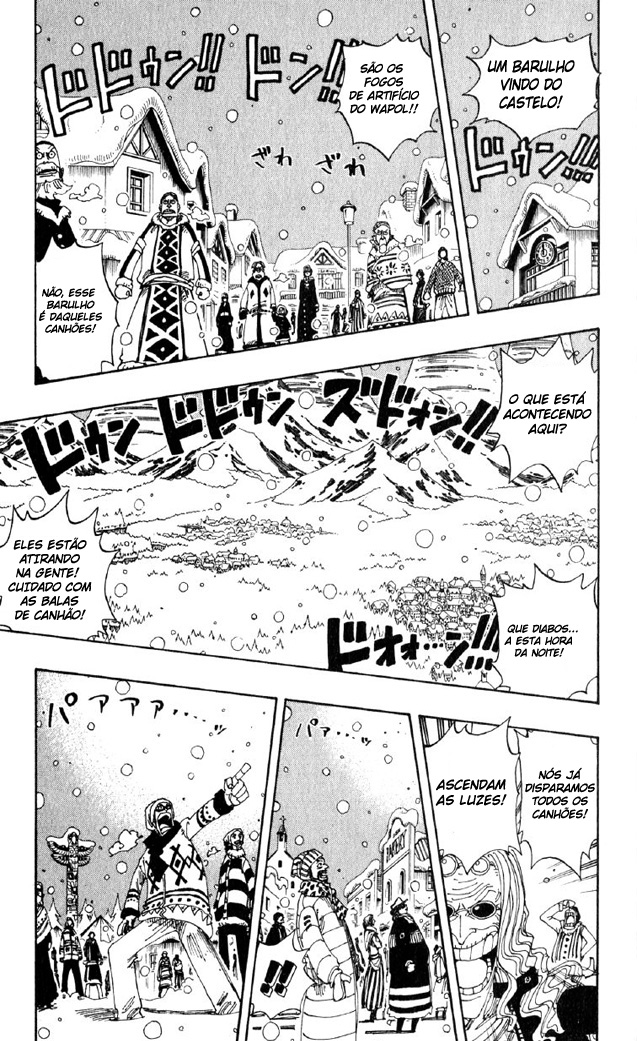 UM BARULHO
VINDO DO
CASTELO!
ドゥン!!
SÃO OS
FOGOS
DE ARTIFÍCIO
DO WAPOL!!
ドドゥン!! ドン!!
ざわ ざわ
NÃO, ESSE
BARULHO
É DAQUELES
CANHÕES!
O QUE ESTÁ
ACONTECENDO
AQUI?
ドゥン ドドゥン ズドォン!!
ELES ESTÃO
ATIRANDO
NA GENTE!
CUIDADO COM
AS BALAS
DE CANHÃO!
QUE DIABOS...
A ESTA HORA
DA NOITE!
ドォォ…ン!!!
NÓS JÁ
DISPARAMOS
TODOS OS
CANHÕES!
ASCENDAM
AS LUZES!
パァ…ッ
!!
パァアァ…ッ